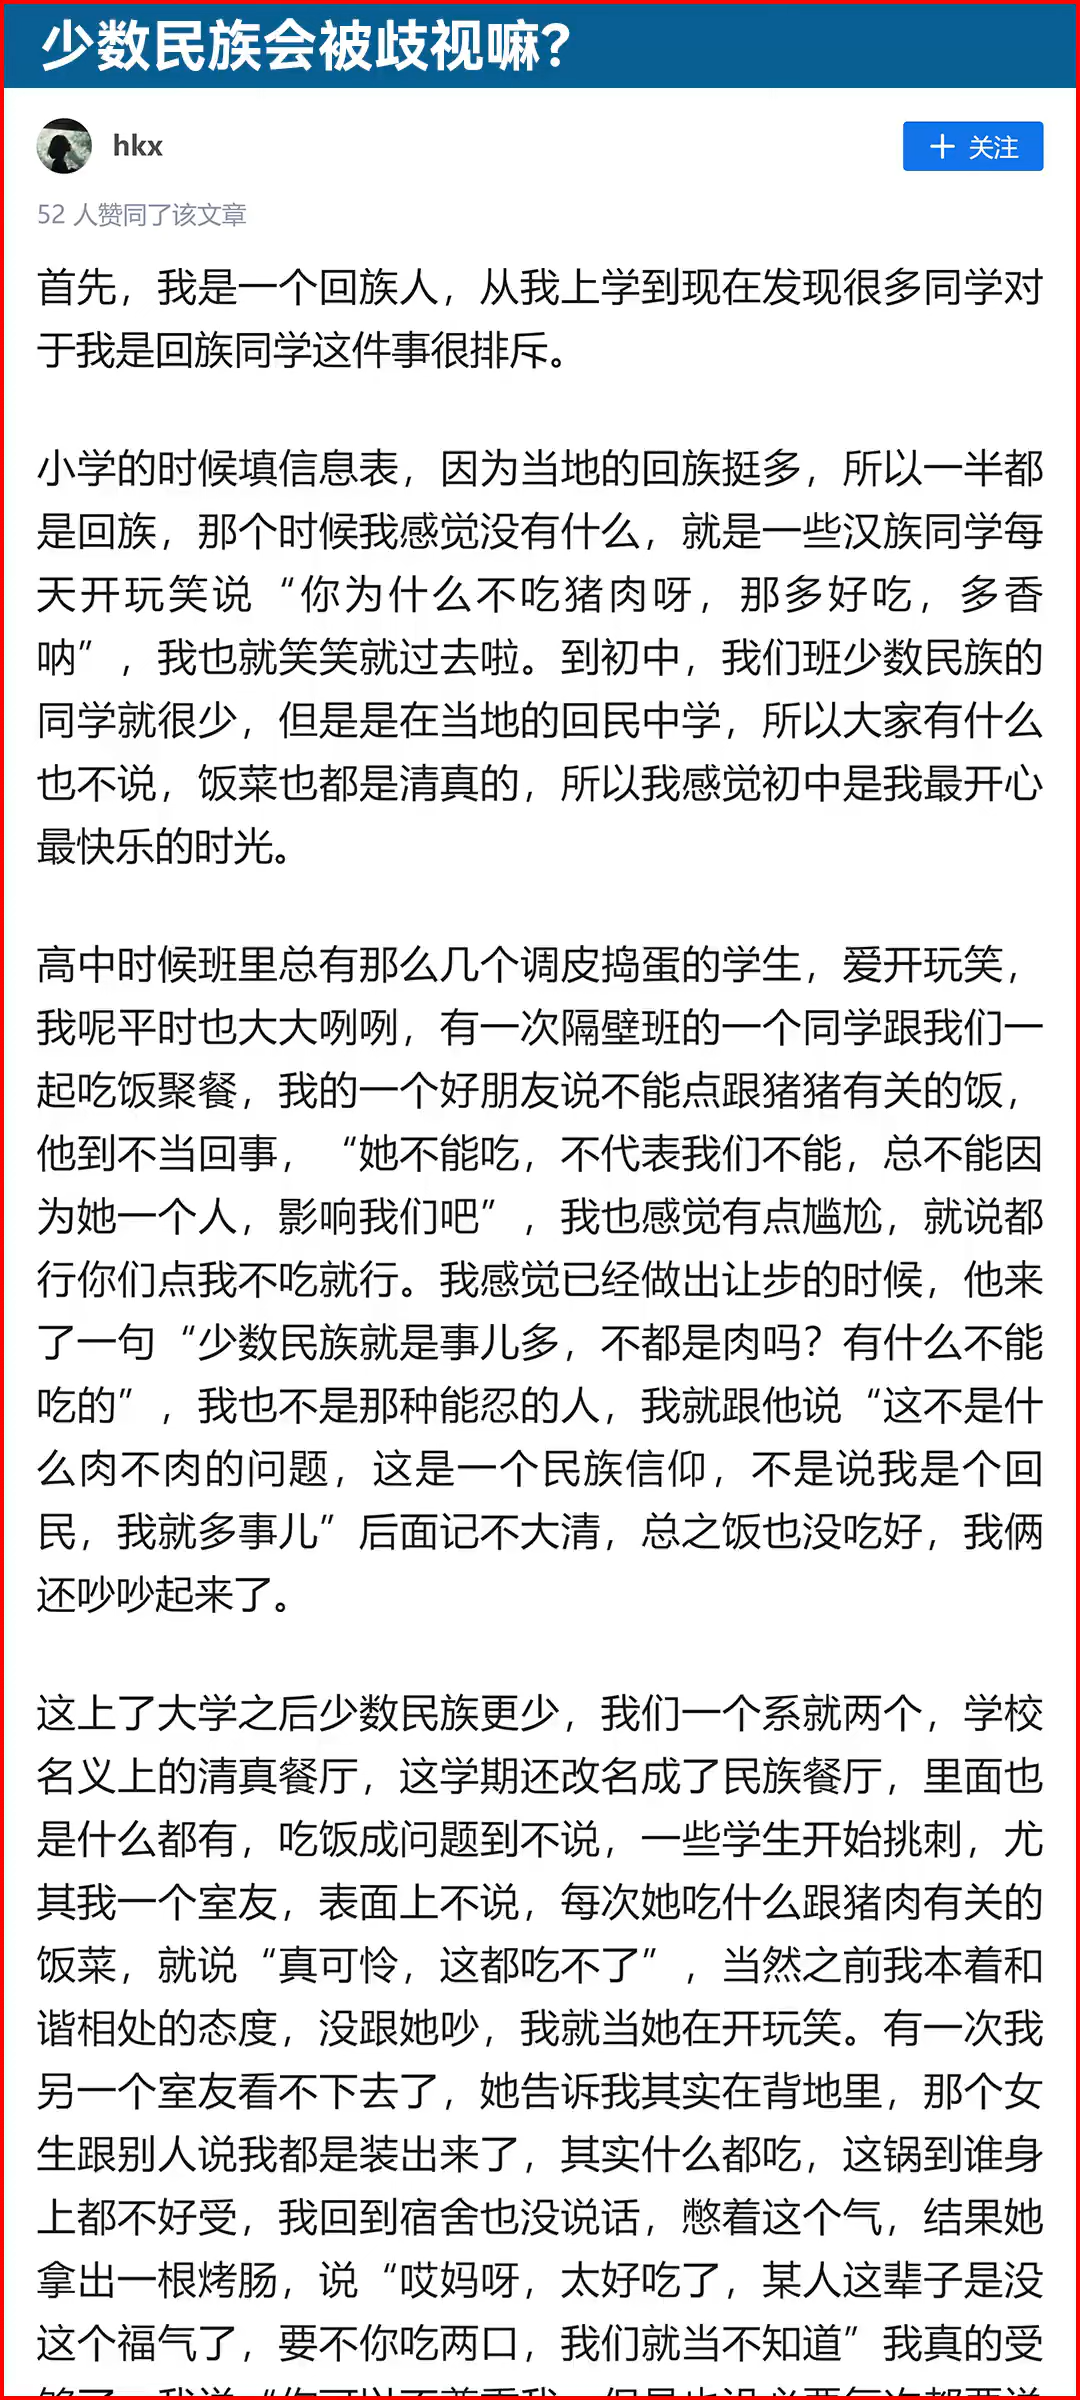 少数民族会被歧视嘛？
hkx
＋ 关注
52 人赞同了该文章
首先，我是一个回族人，从我上学到现在发现很多同学对
于我是回族同学这件事很排斥。
小学的时候填信息表，因为当地的回族挺多，所以一半都
是回族，那个时候我感觉没有什么，就是一些汉族同学每
天开玩笑说“你为什么不吃猪肉呀，那多好吃，多香
呐”，我也就笑笑就过去啦。到初中，我们班少数民族的
同学就很少，但是是在当地的回民中学，所以大家有什么
也不说，饭菜也都是清真的，所以我感觉初中是我最开心
最快乐的时光。
高中时候班里总有那么几个调皮捣蛋的学生，爱开玩笑，
我呢平时也大大咧咧，有一次隔壁班的一个同学跟我们一
起吃饭聚餐，我的一个好朋友说不能点跟猪猪有关的饭，
他到不当回事，“她不能吃，不代表我们不能，总不能因
为她一个人，影响我们吧”，我也感觉有点尴尬，就说都
行你们点我不吃就行。我感觉已经做出让步的时候，他来
了一句“少数民族就是事儿多，不都是肉吗？有什么不能
吃的”，我也不是那种能忍的人，我就跟他说“这不是什
么肉不肉的问题，这是一个民族信仰，不是说我是个回
民，我就多事儿”后面记不大清，总之饭也没吃好，我俩
还吵吵起来了。
这上了大学之后少数民族更少，我们一个系就两个，学校
名义上的清真餐厅，这学期还改名成了民族餐厅，里面也
是什么都有，吃饭成问题到不说，一些学生开始挑刺，尤
其我一个室友，表面上不说，每次她吃什么跟猪肉有关的
饭菜，就说“真可怜，这都吃不了”，当然之前我本着和
谐相处的态度，没跟她吵，我就当她在开玩笑。有一次我
另一个室友看不下去了，她告诉我其实在背地里，那个女
生跟别人说我都是装出来了，其实什么都吃，这锅到谁身
上都不好受，我回到宿舍也没说话，憋着这个气，结果她
拿出一根烤肠，说“哎妈呀，太好吃了，某人这辈子是没
这个福气了，要不你吃两口，我们就当不知道”我真的受
够了，我说“你可以不尊重我，但是也没必要每次都要说